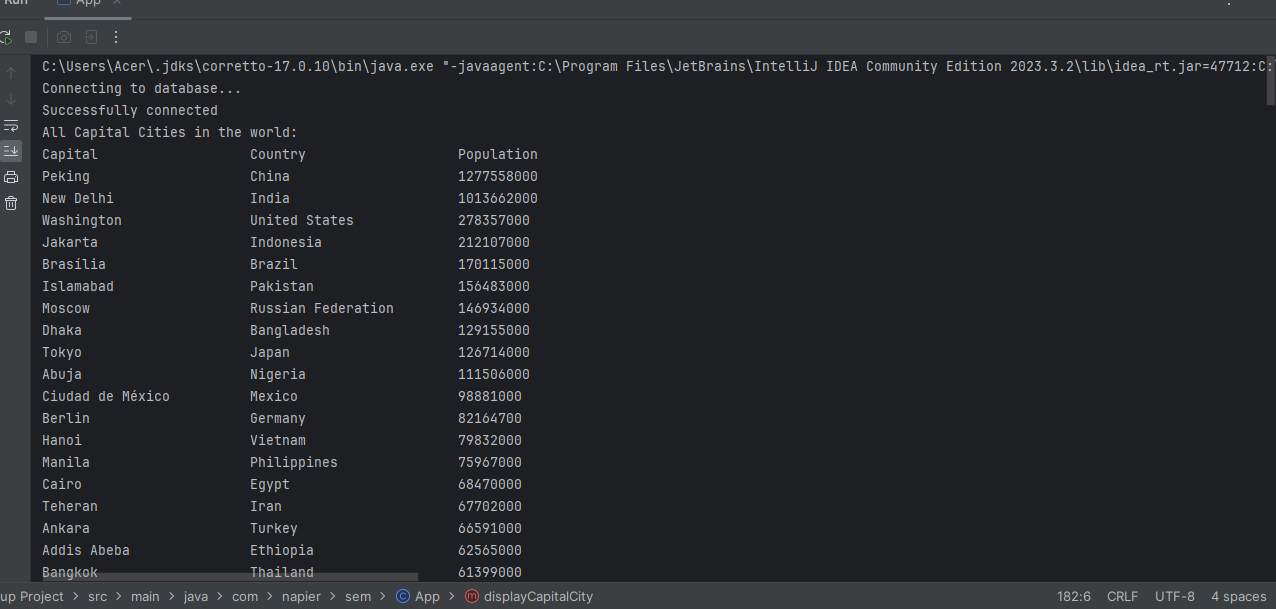 Run App
C:\Users\Acer\.jdks\corretto-17.0.10\bin\java.exe "-javaagent:C:\Program Files\JetBrains\IntelliJ IDEA Community Edition 2023.3.2\lib\idea_rt.jar=47712:C:
Connecting to database...
Successfully connected
All Capital Cities in the world:
Capital Country Population
Peking China 1277558000
New Delhi India 1013662000
Washington United States 278357000
Jakarta Indonesia 212107000
Brasília Brazil 170115000
Islamabad Pakistan 156483000
Moscow Russian Federation 146934000
Dhaka Bangladesh 129155000
Tokyo Japan 126714000
Abuja Nigeria 111506000
Ciudad de México Mexico 98881000
Berlin Germany 82164700
Hanoi Vietnam 79832000
Manila Philippines 75967000
Cairo Egypt 68470000
Teheran Iran 67702000
Ankara Turkey 66591000
Addis Abeba Ethiopia 62565000
Bangkok Thailand 61399000
up Project > src > main > java > com > napier > sem > App > displayCapitalCity 182:6 CRLF UTF-8 4 spaces